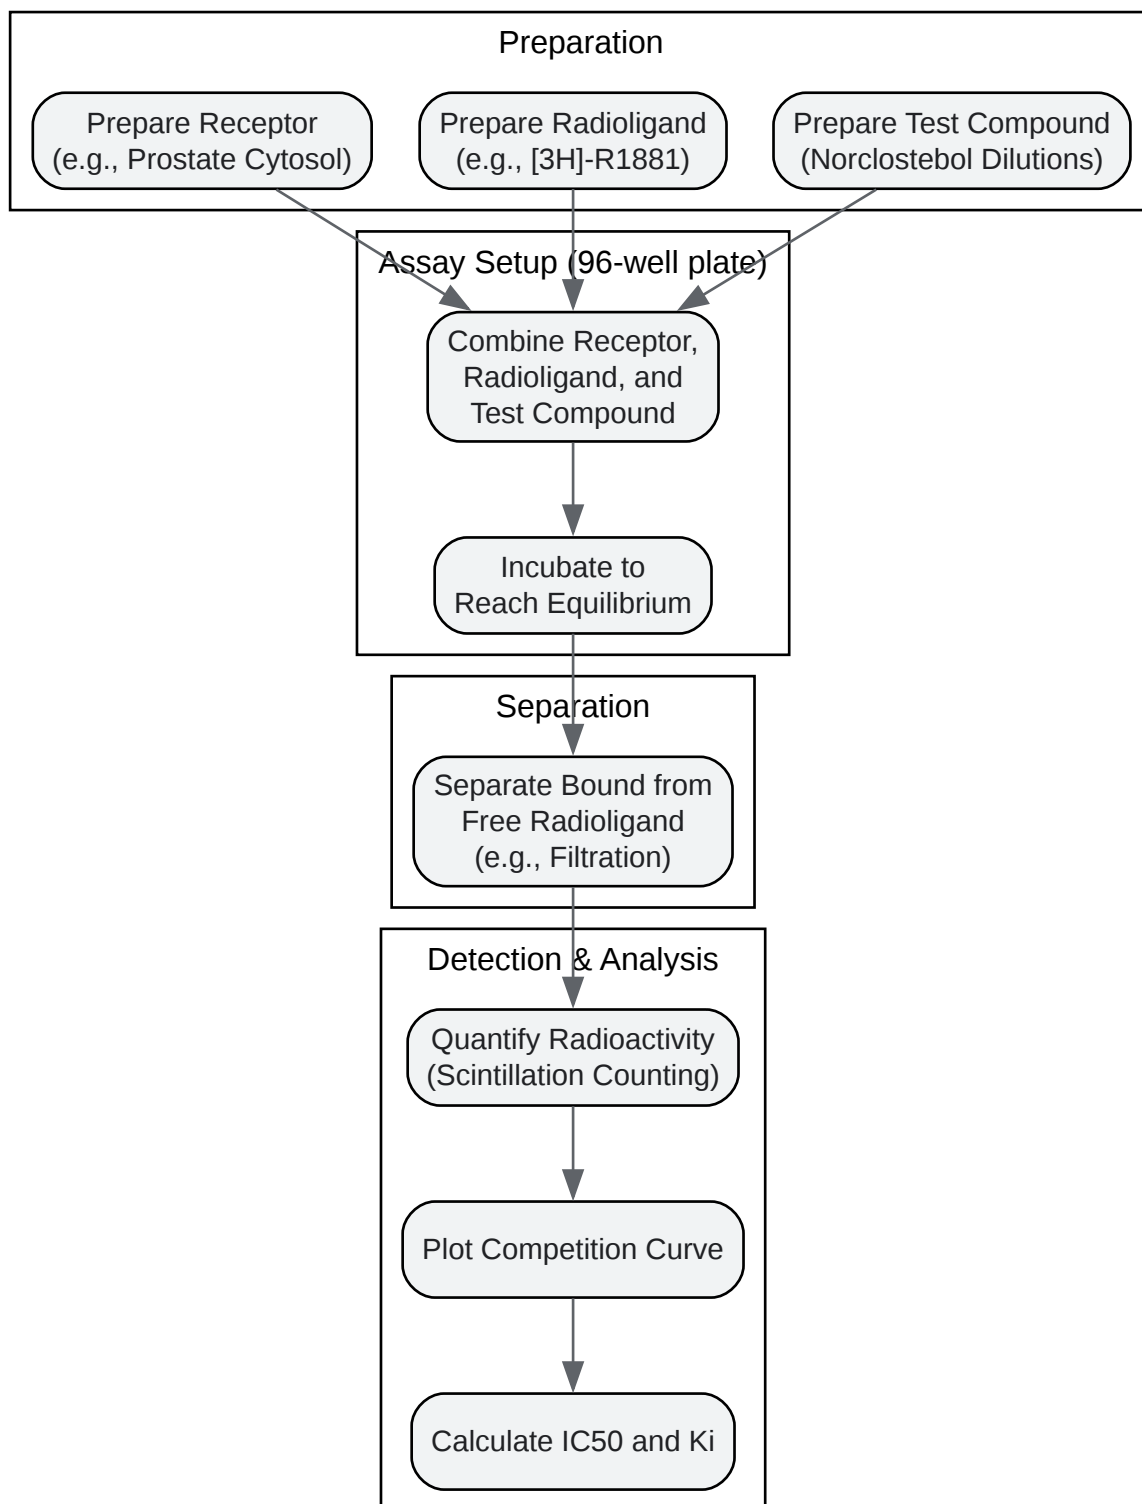 Preparation
Prepare Receptor
(e.g., Prostate Cytosol)
Prepare Radioligand
(e.g., [3H]-R1881)
Prepare Test Compound
(Norclostebol Dilutions)
Assay Setup (96-well plate)
Combine Receptor,
Radioligand, and
Test Compound
Incubate to
Reach Equilibrium
Separation
Separate Bound from
Free Radioligand
(e.g., Filtration)
Detection & Analysis
Quantify Radioactivity
(Scintillation Counting)
Plot Competition Curve
Calculate IC50 and Ki